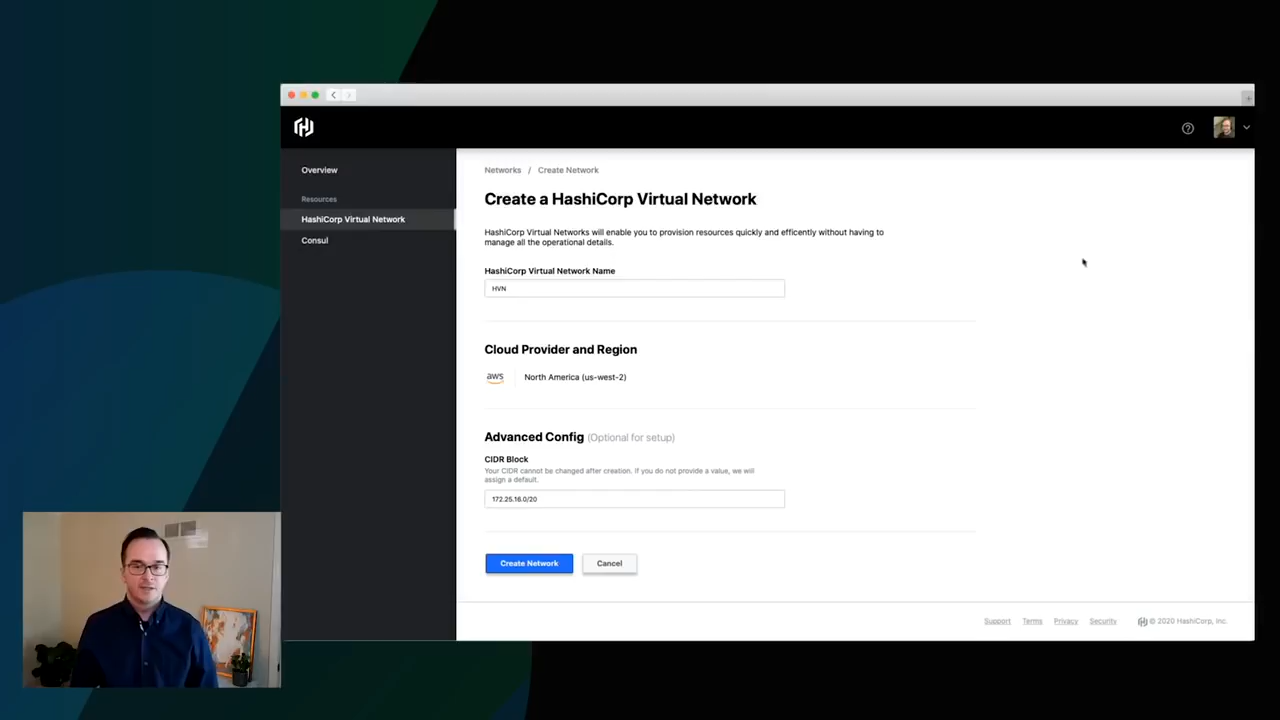 Overview
Resources
HashiCorp Virtual Network
Consul
Networks / Create Network
Create a HashiCorp Virtual Network
HashiCorp Virtual Networks will enable you to provision resources quickly and efficently without having to
manage all the operational details.
HashiCorp Virtual Network Name
HVN
Cloud Provider and Region
aws North America (us-west-2)
Advanced Config (Optional for setup)
CIDR Block
Your CIDR cannot be changed after creation. If you do not provide a value, we will
assign a default.
172.25.16.0/20
Create Network Cancel
Support Terms Privacy Security © 2020 HashiCorp, Inc.